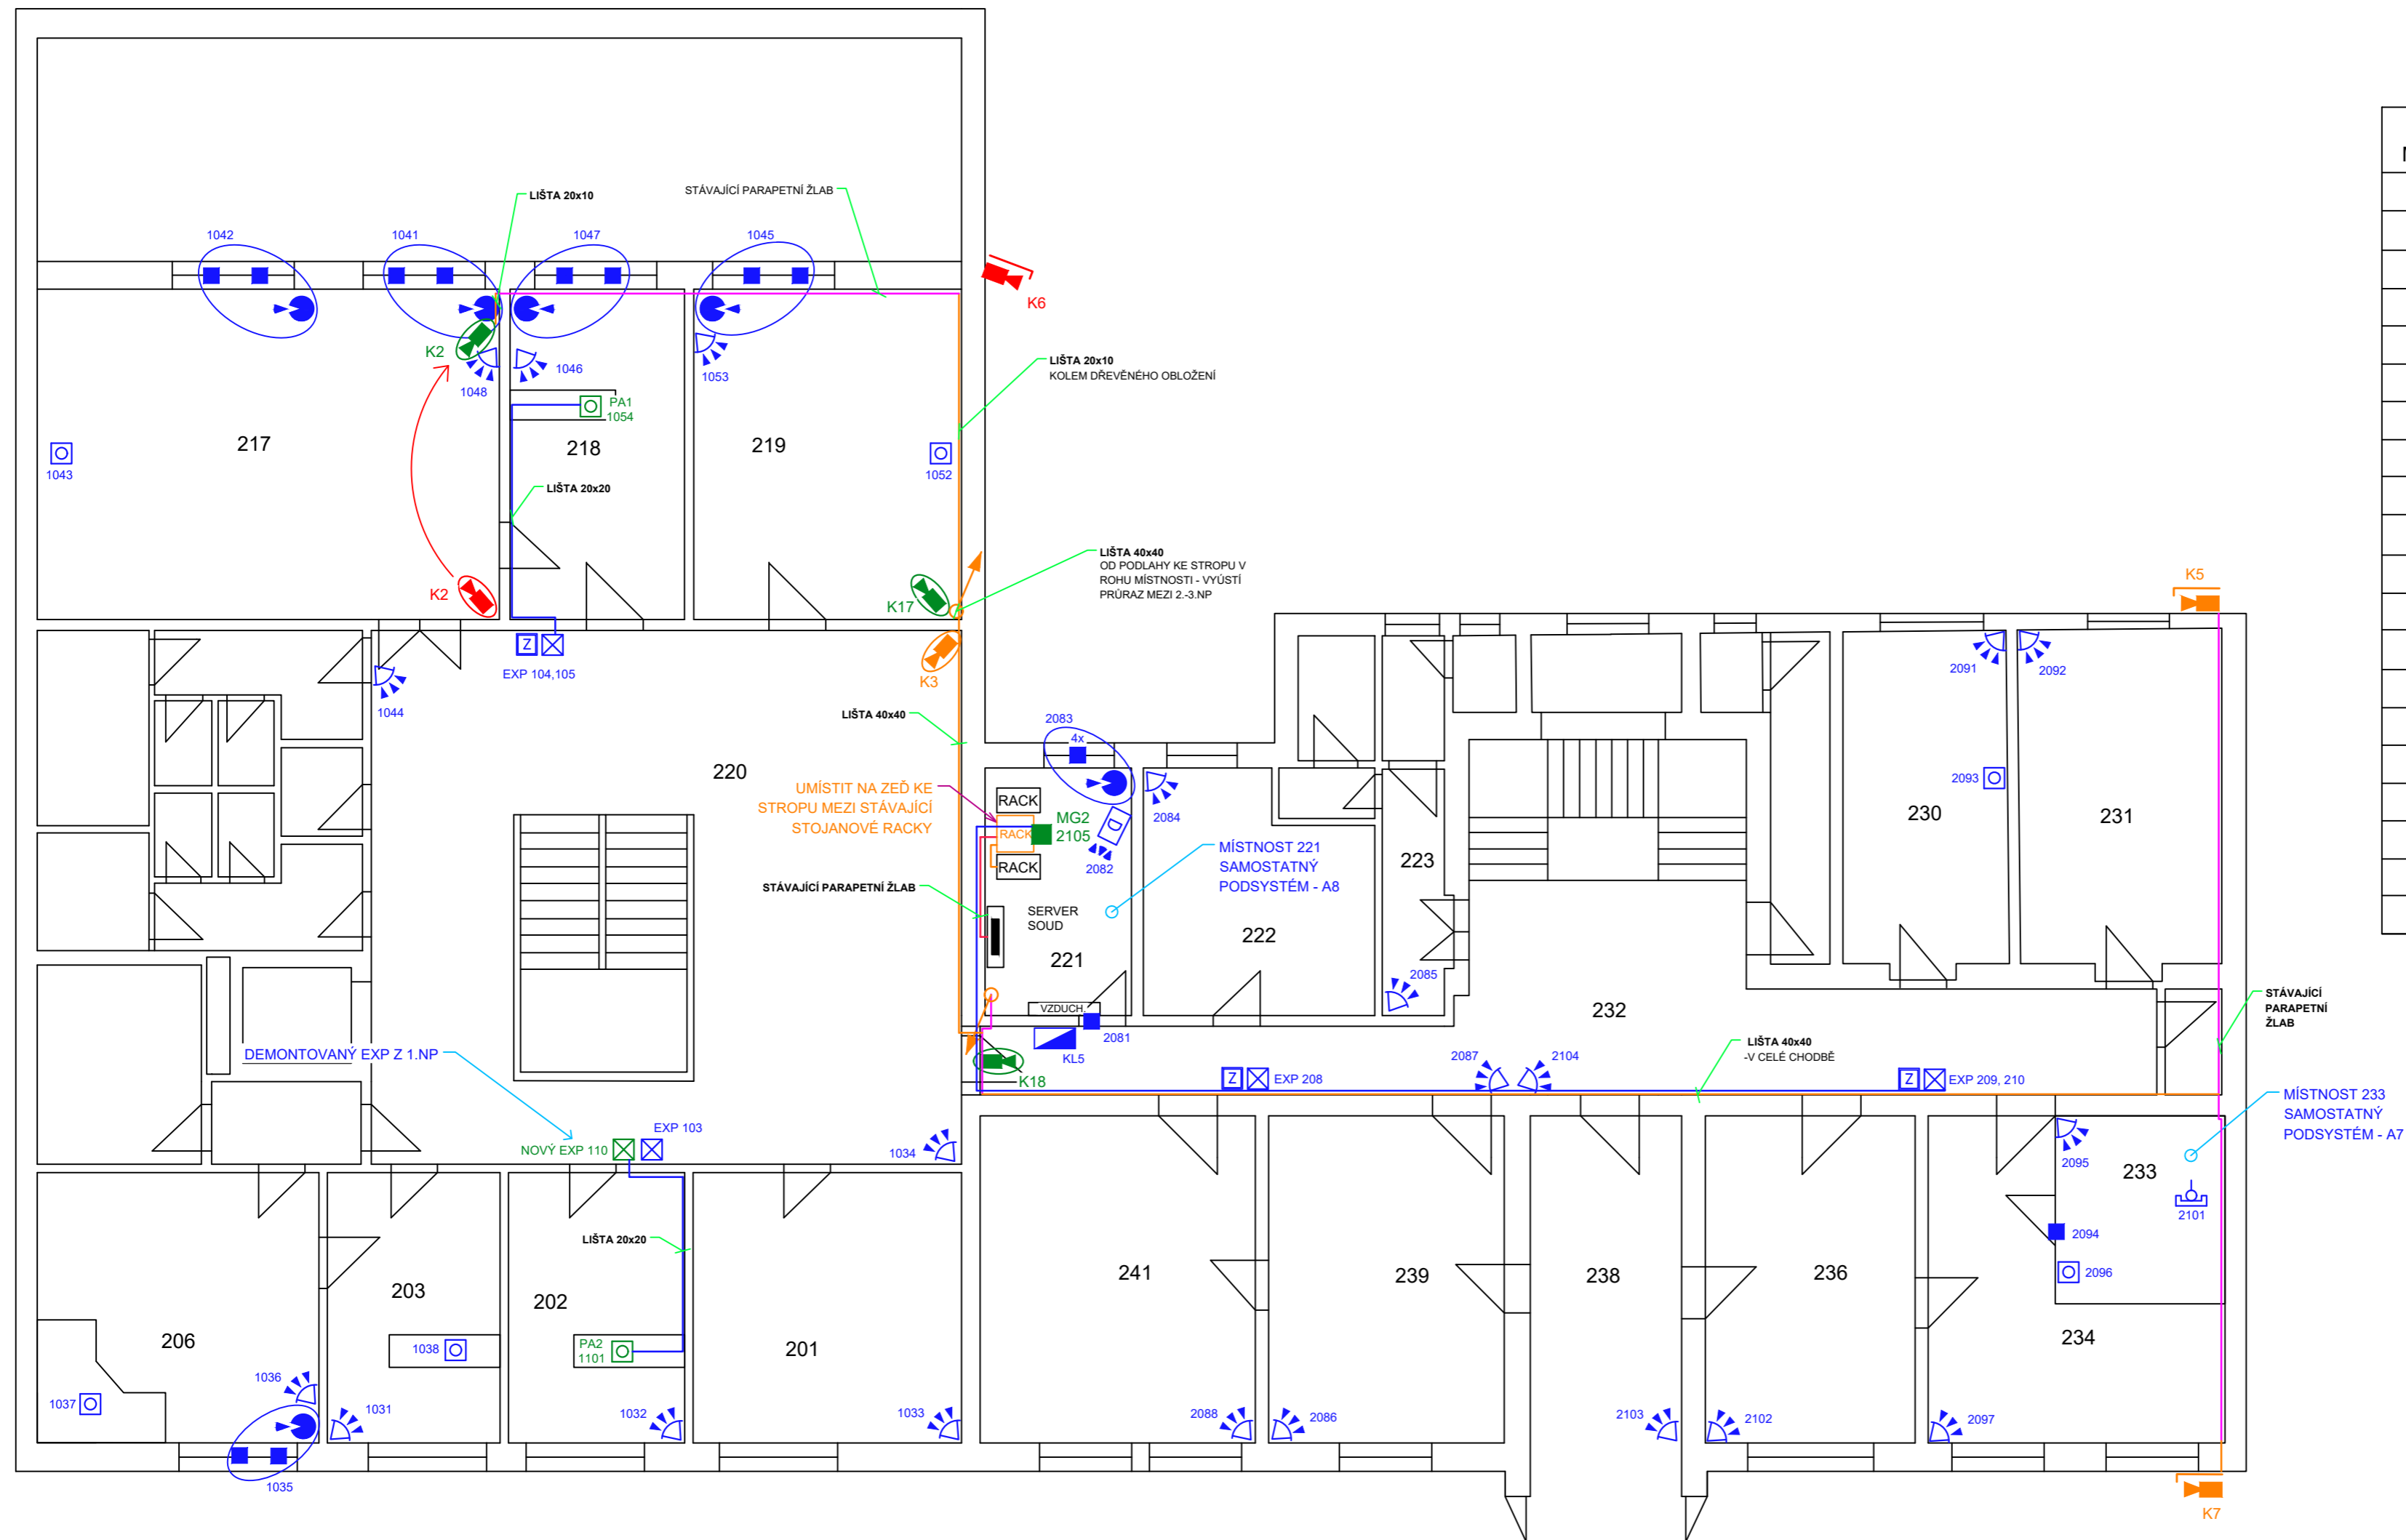 LIŠTA 20x10
STÁVAJÍCÍ PARAPETNÍ ŽLAB
1042
1041
1047
1045
K6
K2
1048
1046
1053
LIŠTA 20x10
KOLEM DŘEVĚNÉHO OBLOŽENÍ
PA1
1054
217
218
219
1043
1052
LIŠTA 20x20
LIŠTA 40x40
OD PODLAHY KE STROPU V
ROHU MÍSTNOSTI - VYÚSTÍ
PRŮRAZ MEZI 2.-3.NP
K2
K17
K5
Z
EXP 104,105
K3
1044
2091
2092
LIŠTA 40x40
2083
4x
220
UMÍSTIT NA ZEĎ KE
STROPU MEZI STÁVAJÍCÍ
STOJANOVÉ RACKY
RACK
RACK
RACK
MG2
2105
D
2082
2084
2093
230
231
MÍSTNOST 221
SAMOSTATNÝ
PODSYSTÉM - A8
223
STÁVAJÍCÍ PARAPETNÍ ŽLAB
SERVER
SOUD
221
222
2085
VZDUCH.
2081
KL5
232
STÁVAJÍCÍ
PARAPETNÍ
ŽLAB
LIŠTA 40x40
-V CELÉ CHODBĚ
DEMONTOVANÝ EXP Z 1.NP
K18
Z
EXP 208
2087
2104
Z
EXP 209, 210
MÍSTNOST 233
SAMOSTATNÝ
PODSYSTÉM - A7
NOVÝ EXP 110
EXP 103
1034
2095
233
2101
2094
2096
LIŠTA 20x20
203
202
241
239
238
236
206
1038
PA2
1101
201
234
1036
1037
1031
1032
1033
2088
2086
2103
2102
2097
1035
K7